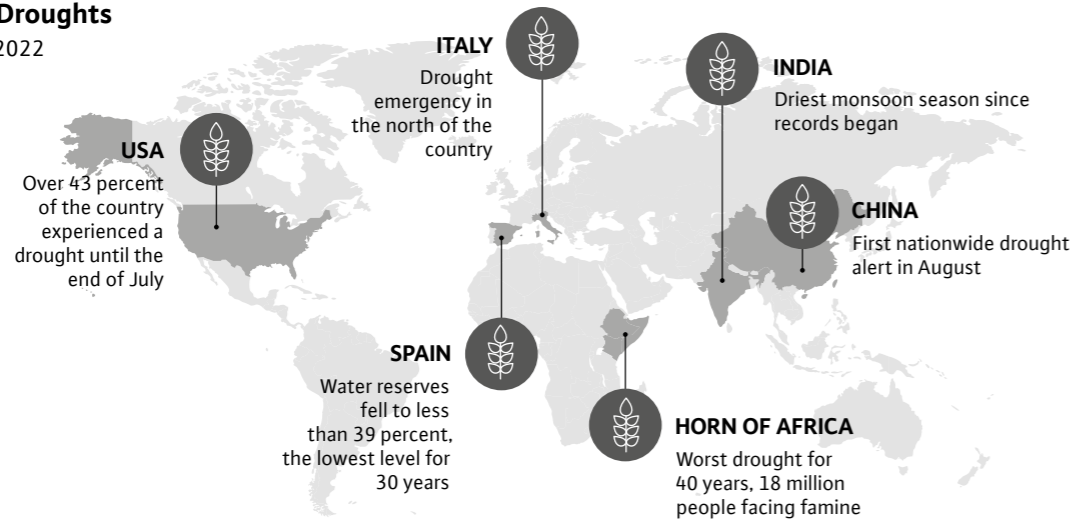 Droughts
2022
ITALY
Drought
emergency in
the north of the
country
INDIA
Driest monsoon season since
records began
USA
Over 43 percent
of the country
experienced a
drought until the
end of July
CHINA
First nationwide drought
alert in August
SPAIN
Water reserves
fell to less
than 39 percent,
the lowest level for
30 years
HORN OF AFRICA
Worst drought for
40 years, 18 million
people facing famine